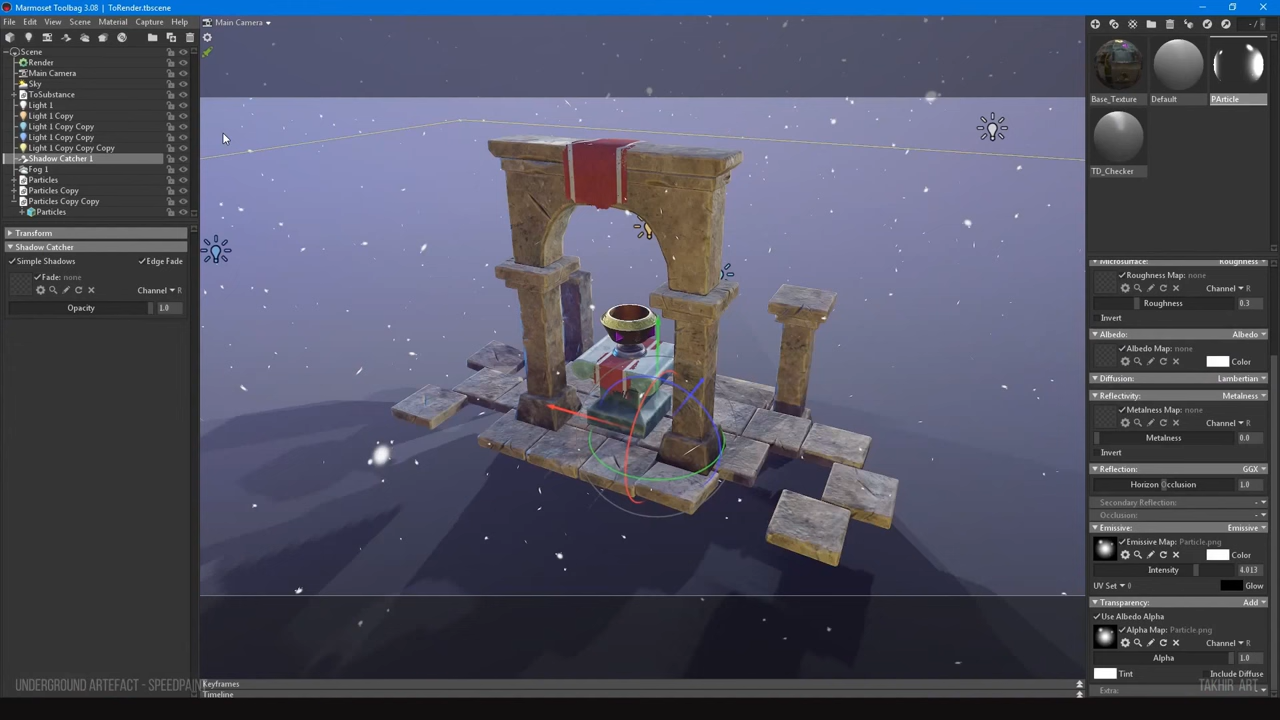 Marmoset Toolbag 3.08 | ToRender.tbscene
File Edit View Scene Material Capture Help
Main Camera
Scene
Render
Main Camera
Sky
ToSubstance
Light 1
Light 1 Copy
Light 1 Copy Copy
Light 1 Copy Copy
Light 1 Copy Copy Copy
Shadow Catcher 1
Fog 1
Particles
Particles Copy
Particles Copy Copy
Particles
Transform
Shadow Catcher
Simple Shadows Edge Fade
Fade: none
Channel R
Opacity 1.0
Base_Texture Default PArticle
TD_Checker
Microsurface: Roughness
Roughness Map: none
Channel R
Roughness 0.3
Invert
Albedo: Albedo
Albedo Map: none
Color
Diffusion: Lambertian
Reflectivity: Metalness
Metalness Map: none
Channel R
Metalness 0.0
Invert
Reflection: GGX
Horizon Occlusion 1.0
Secondary Reflection: -
Occlusion: -
Emissive: Emissive
Emissive Map: Particle.png
Color
Intensity 4.013
UV Set 0 Glow
Transparency: Add
Use Albedo Alpha
Alpha Map: Particle.png
Channel R
Alpha 1.0
Tint Include Diffuse
Extra:
Keyframes
Timeline
UNDERGROUND ARTEFACT - SPEEDPAIN
TAKHIR ART